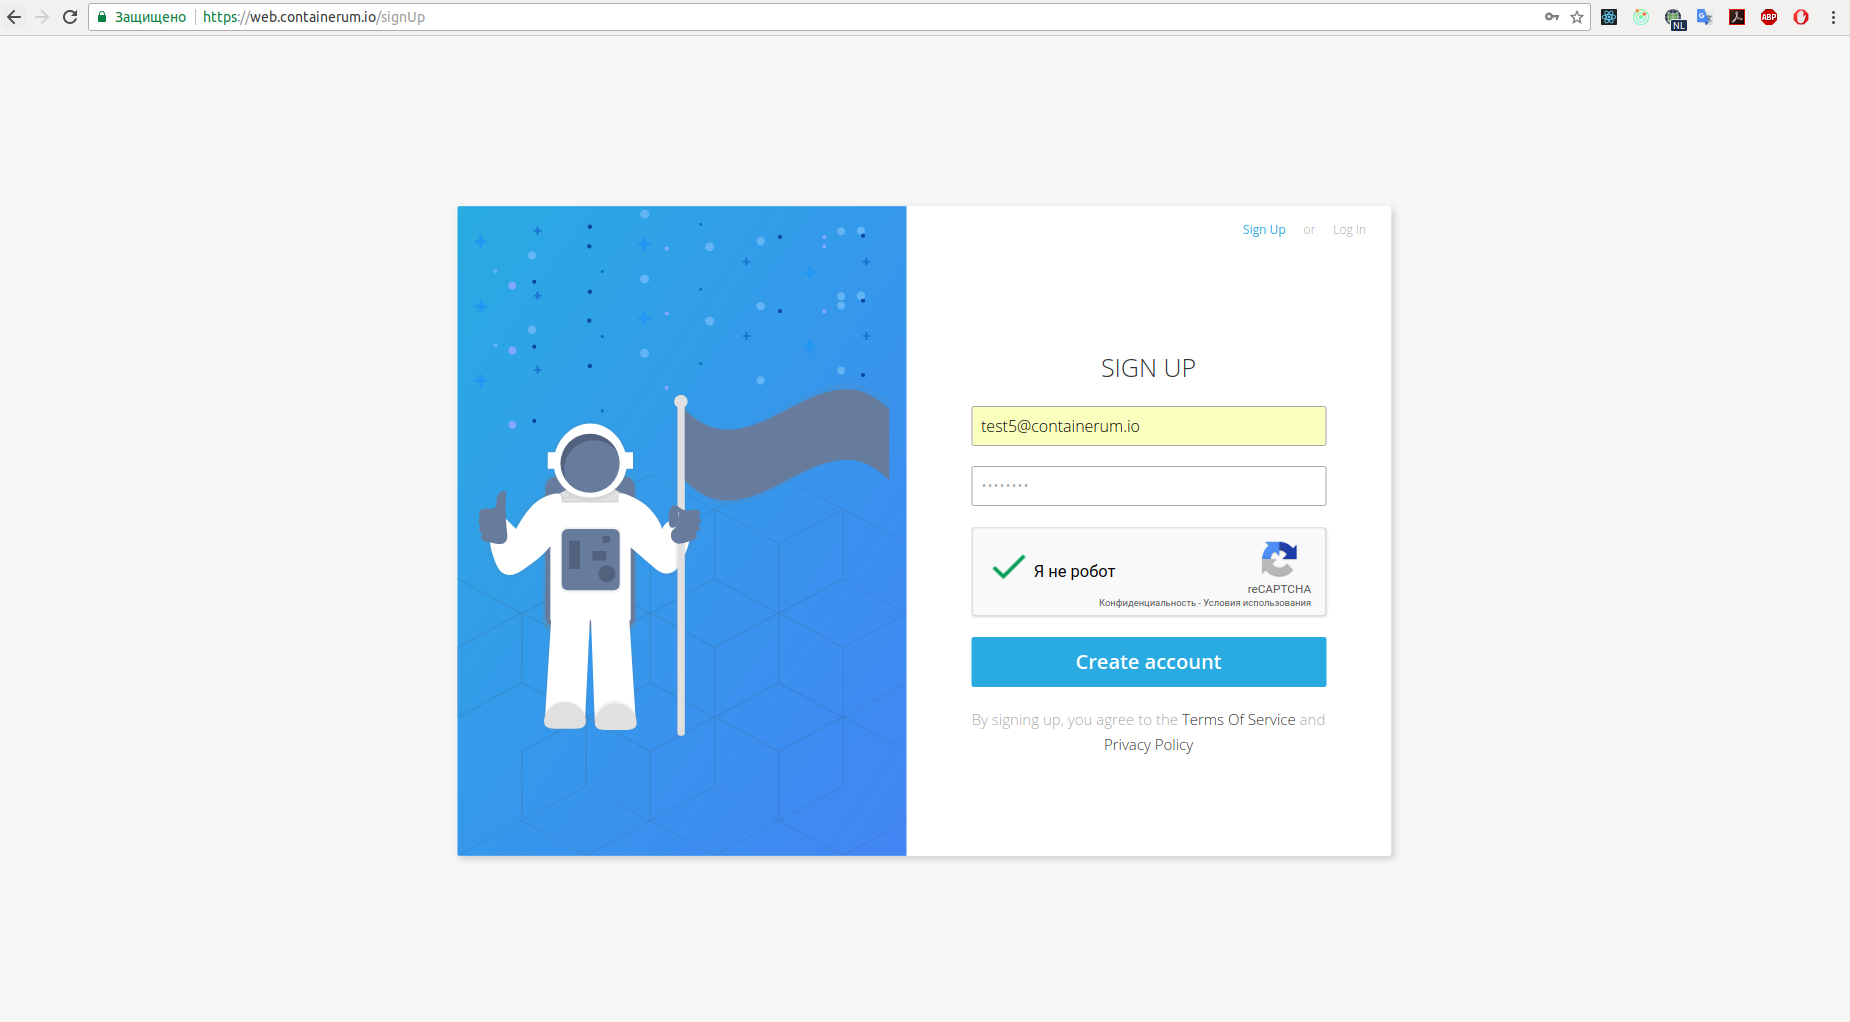 Защищено https://web.containerum.io/signUp
NL
ABP
Sign Up or Log in
SIGN UP
test5@containerum.io
Я не робот
reCAPTCHA
Конфиденциальность - Условия использования
Create account
By signing up, you agree to the Terms Of Service and
Privacy Policy